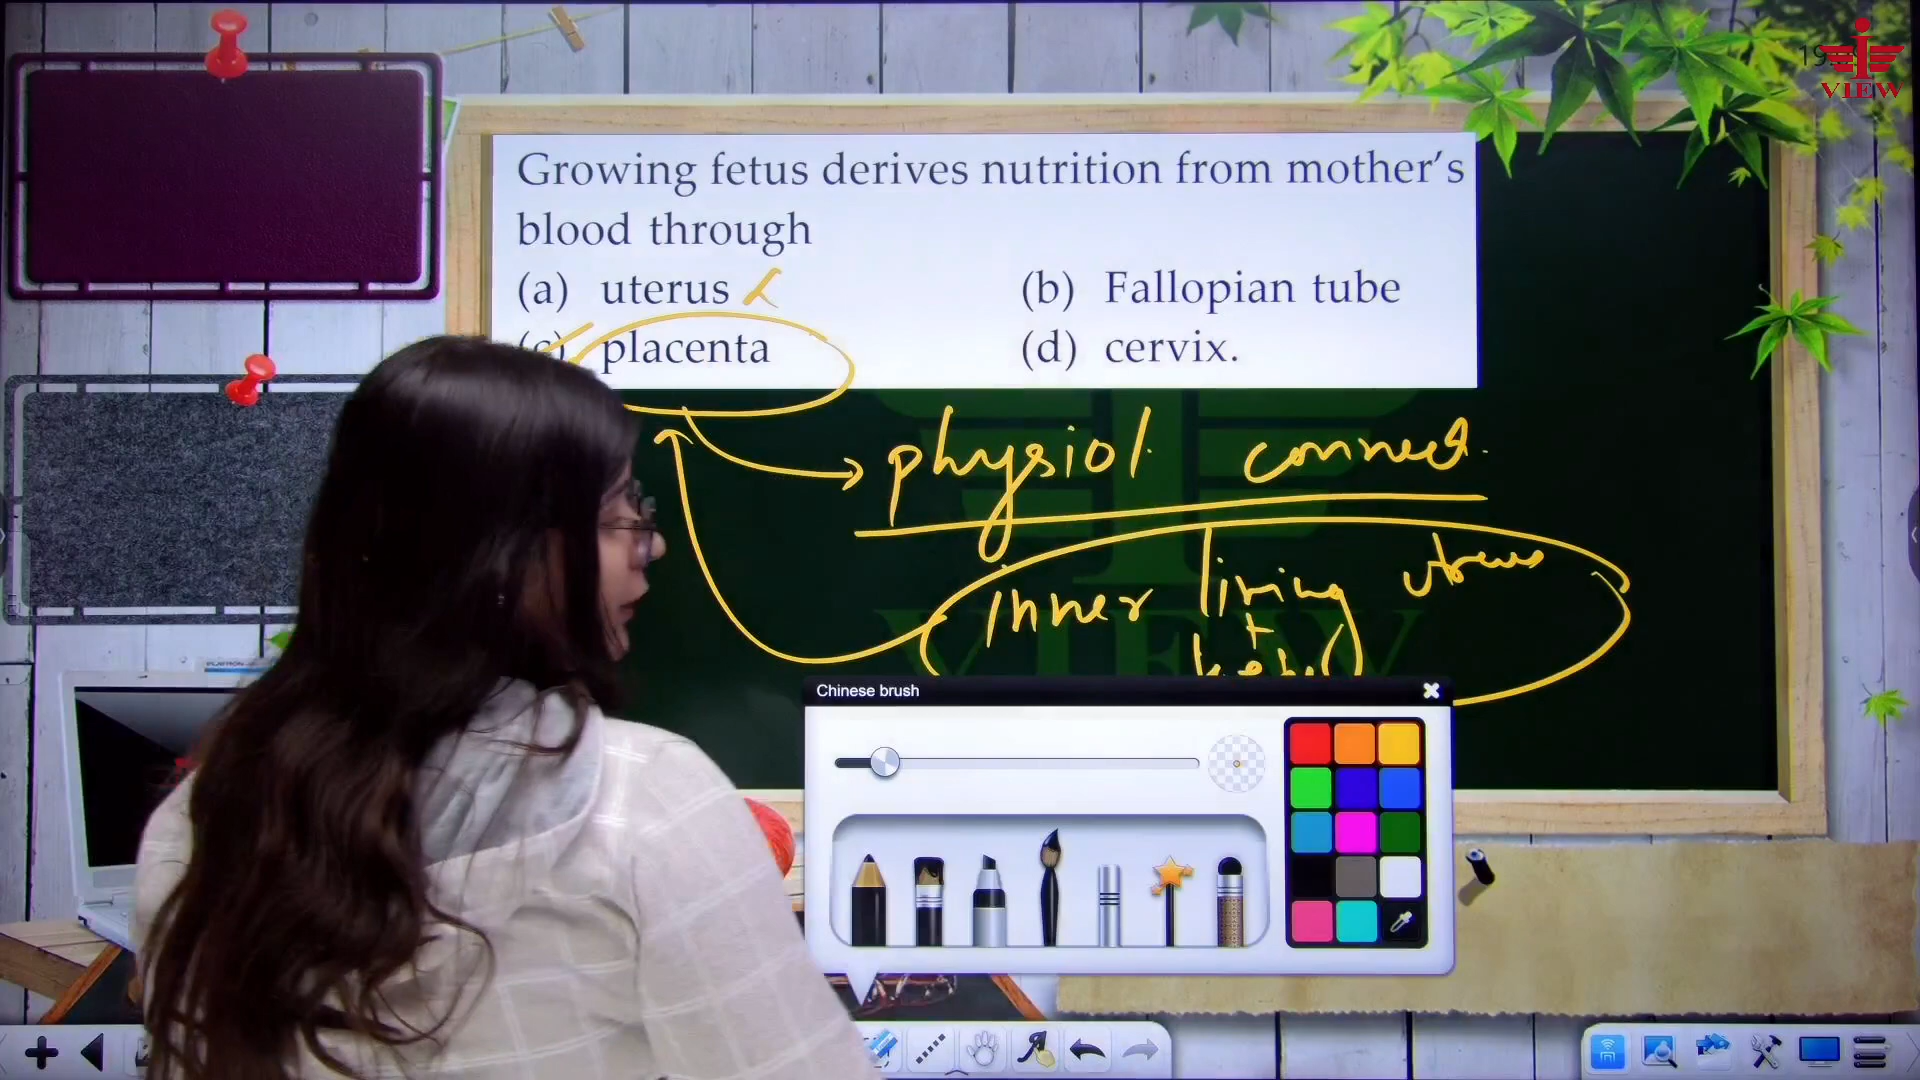 VIEW
Growing fetus derives nutrition from mother's
blood through
(a) uterus
(b) Fallopian tube
(c) placenta
(d) cervix.
physiol. connect.
inner lining uterus
+
Chinese brush